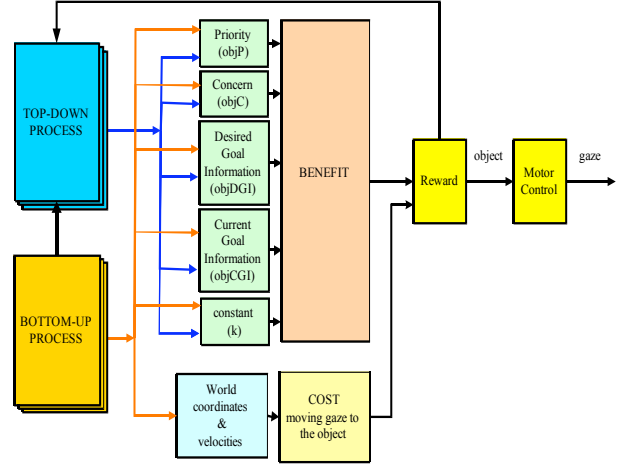 TOP-DOWN
PROCESS
BOTTOM-UP
PROCESS
Priority
(objP)
Concern
(objC)
Desired
Goal
Information
(objDGI)
Current
Goal
Information
(objCGI)
constant
(k)
BENEFIT
World
coordinates
&
velocities
COST
moving gaze to
the object
Reward
object
Motor
Control
gaze